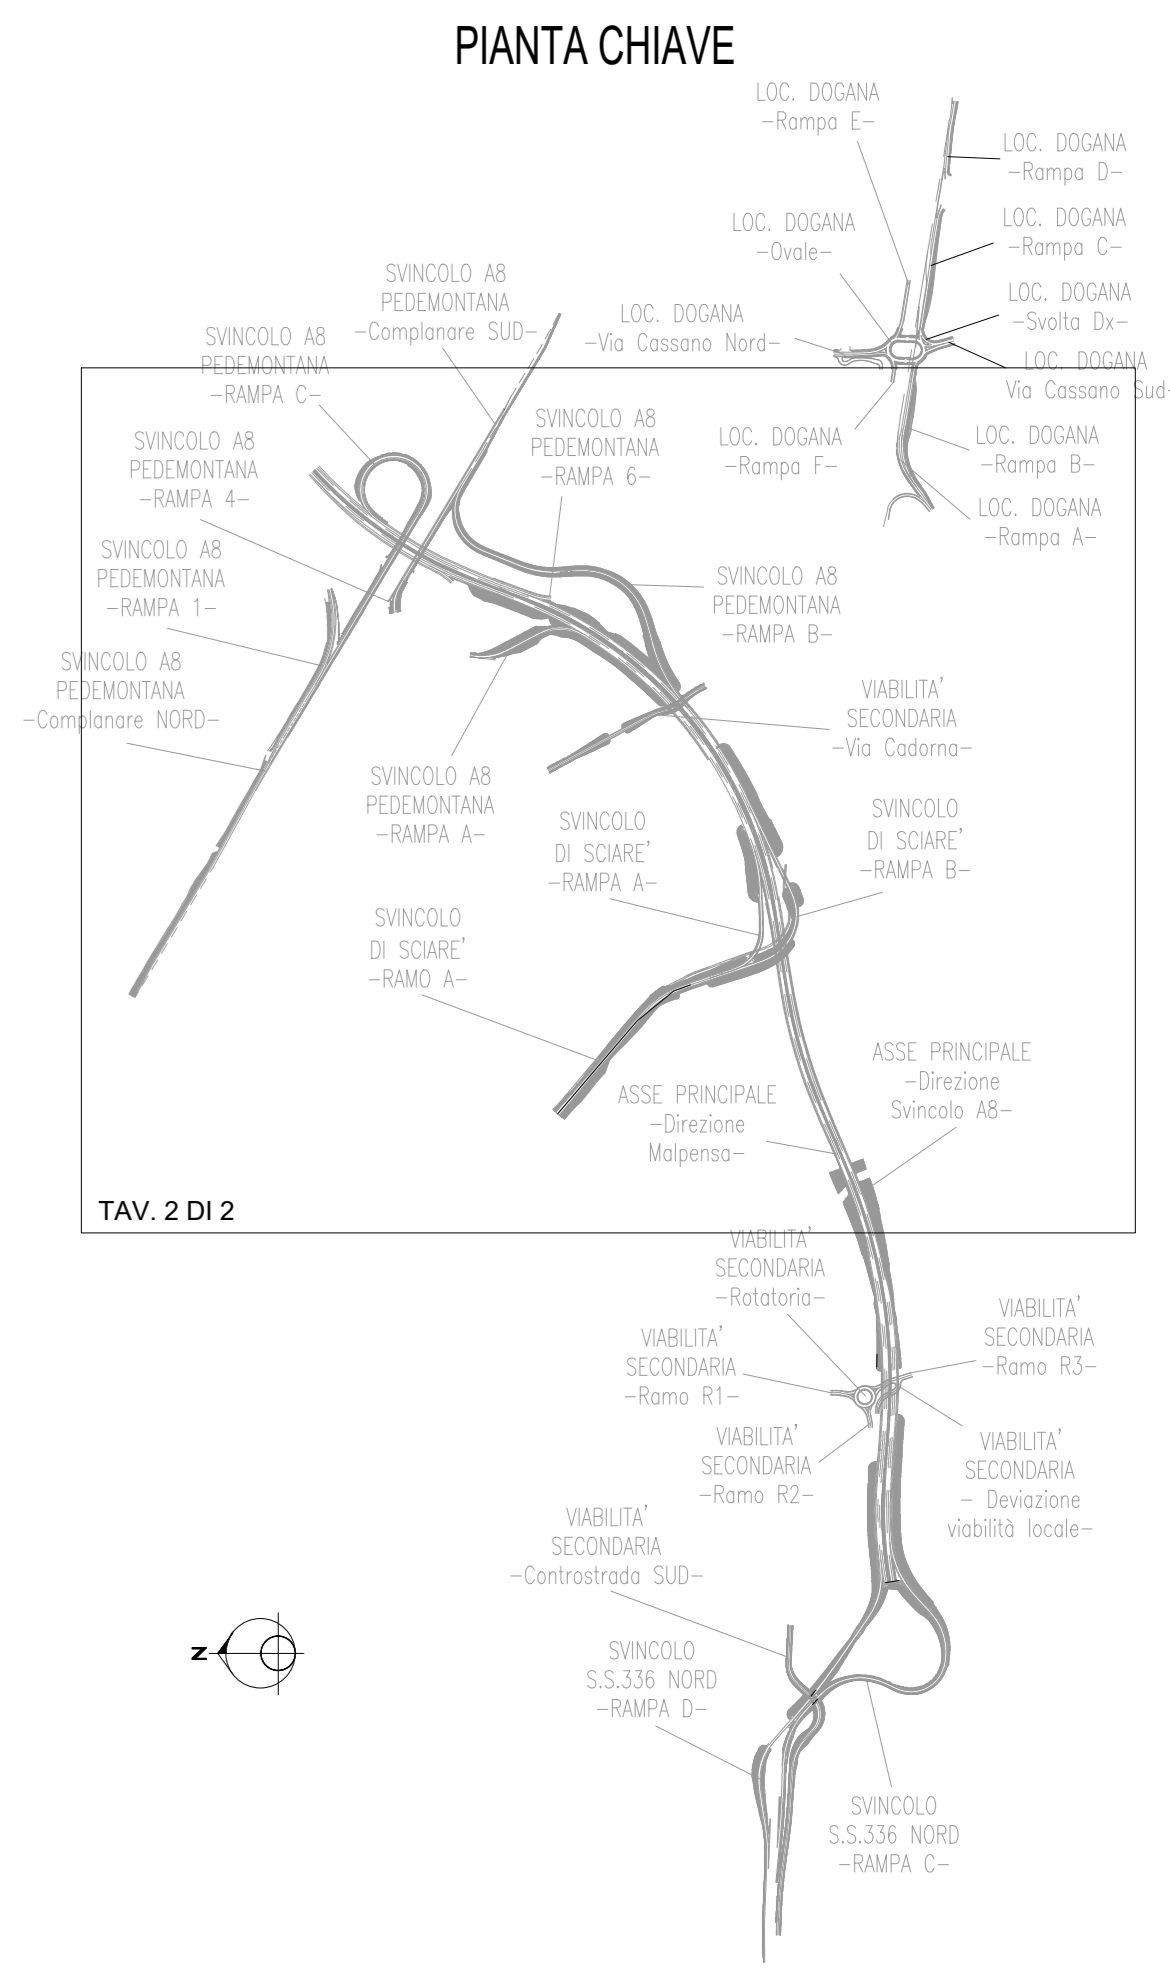 PIANTA CHIAVE
LOC. DOGANA
-Rampa E-
LOC. DOGANA
-Rampa D-
LOC. DOGANA
-Ovale-
LOC. DOGANA
-Rampa C-
SVINCOLO A8
PEDEMONTANA
-Complanare SUD-
LOC. DOGANA
-Svolta Dx-
LOC. DOGANA
-Via Cassano Nord-
SVINCOLO A8
PEDEMONTANA
-RAMPA C-
LOC. DOGANA
Via Cassano Sud-
SVINCOLO A8
PEDEMONTANA
-RAMPA 6-
SVINCOLO A8
PEDEMONTANA
-RAMPA 4-
LOC. DOGANA
-Rampa F-
LOC. DOGANA
-Rampa B-
LOC. DOGANA
-Rampa A-
SVINCOLO A8
PEDEMONTANA
-RAMPA 1-
SVINCOLO A8
PEDEMONTANA
-RAMPA B-
SVINCOLO A8
PEDEMONTANA
-Complanare NORD-
VIABILITA'
SECONDARIA
-Via Cadorna-
SVINCOLO A8
PEDEMONTANA
-RAMPA A-
SVINCOLO
DI SCIARE'
-RAMPA A-
SVINCOLO
DI SCIARE'
-RAMPA B-
SVINCOLO
DI SCIARE'
-RAMO A-
ASSE PRINCIPALE
-Direzione
Svincolo A8-
ASSE PRINCIPALE
-Direzione
Malpensa-
TAV. 2 DI 2
VIABILITA'
SECONDARIA
-Rotatoria-
VIABILITA'
SECONDARIA
-Ramo R3-
VIABILITA'
SECONDARIA
-Ramo R1-
VIABILITA'
SECONDARIA
-Ramo R2-
VIABILITA'
SECONDARIA
- Deviazione
viabilità locale-
VIABILITA'
SECONDARIA
-Controstrada SUD-
N
SVINCOLO
S.S.336 NORD
-RAMPA D-
SVINCOLO
S.S.336 NORD
-RAMPA C-